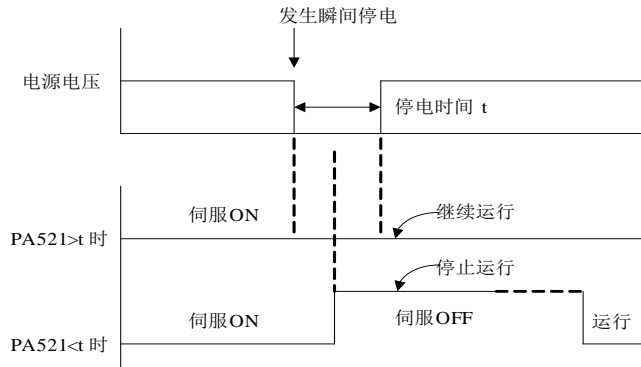 发生瞬间停电
电源电压
停电时间 t
伺服ON
继续运行
PA521>t 时
停止运行
伺服ON
伺服OFF
运行
PA521<t 时